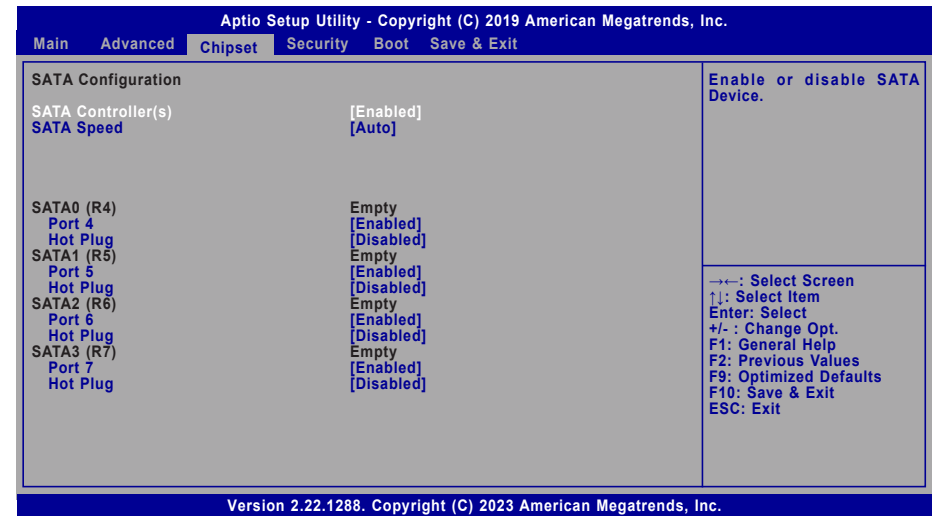 Aptio Setup Utility - Copyright (C) 2019 American Megatrends, Inc.
Main Advanced Chipset Security Boot Save & Exit
SATA Configuration
SATA Controller(s) [Enabled]
SATA Speed [Auto]
SATA0 (R4) Empty
Port 4 [Enabled]
Hot Plug [Disabled]
SATA1 (R5) Empty
Port 5 [Enabled]
Hot Plug [Disabled]
SATA2 (R6) Empty
Port 6 [Enabled]
Hot Plug [Disabled]
SATA3 (R7) Empty
Port 7 [Enabled]
Hot Plug [Disabled]
Enable or disable SATA
Device.
→←: Select Screen
↑↓: Select Item
Enter: Select
+/- : Change Opt.
F1: General Help
F2: Previous Values
F9: Optimized Defaults
F10: Save & Exit
ESC: Exit
Version 2.22.1288. Copyright (C) 2023 American Megatrends, Inc.